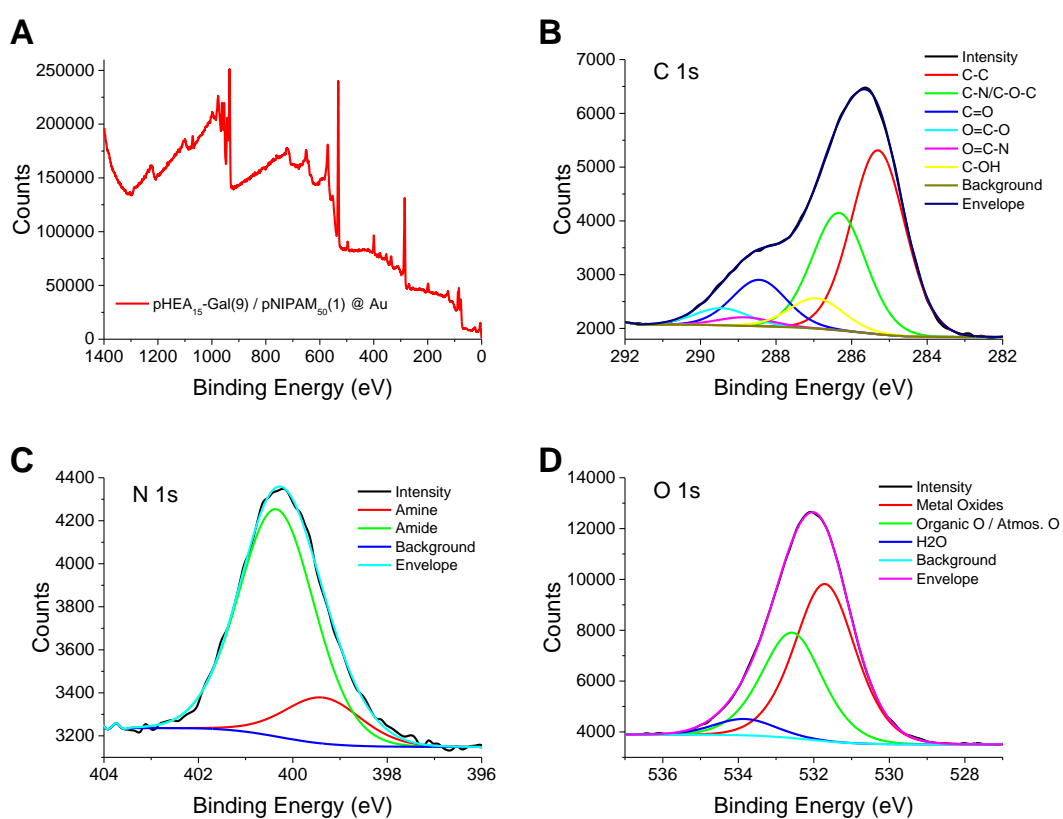 A
250000
200000
150000
100000
50000
0
Counts
pHEA₁₅-Gal(9) / pNIPAM₅₀(1) @ Au
1400 1200 1000 800 600 400 200 0
Binding Energy (eV)
B
C 1s
7000
6000
5000
4000
3000
2000
Counts
Intensity
C-C
C-N/C-O-C
C=O
O=C-O
O=C-N
C-OH
Background
Envelope
292 290 288 286 284 282
Binding Energy (eV)
C
N 1s
4400
4200
4000
3800
3600
3400
3200
Counts
Intensity
Amine
Amide
Background
Envelope
404 402 400 398 396
Binding Energy (eV)
D
O 1s
14000
12000
10000
8000
6000
4000
Counts
Intensity
Metal Oxides
Organic O / Atmos. O
H2O
Background
Envelope
536 534 532 530 528
Binding Energy (eV)